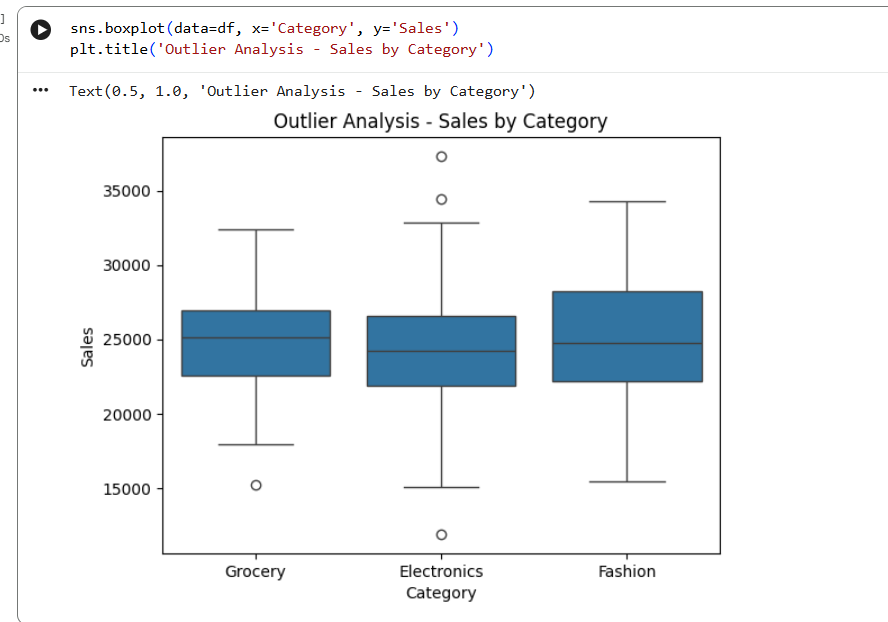 ]
0s
sns.boxplot(data=df, x='Category', y='Sales')
plt.title('Outlier Analysis - Sales by Category')
••• Text(0.5, 1.0, 'Outlier Analysis - Sales by Category')
Outlier Analysis - Sales by Category
35000
30000
25000
20000
15000
Sales
Grocery Electronics Fashion
Category